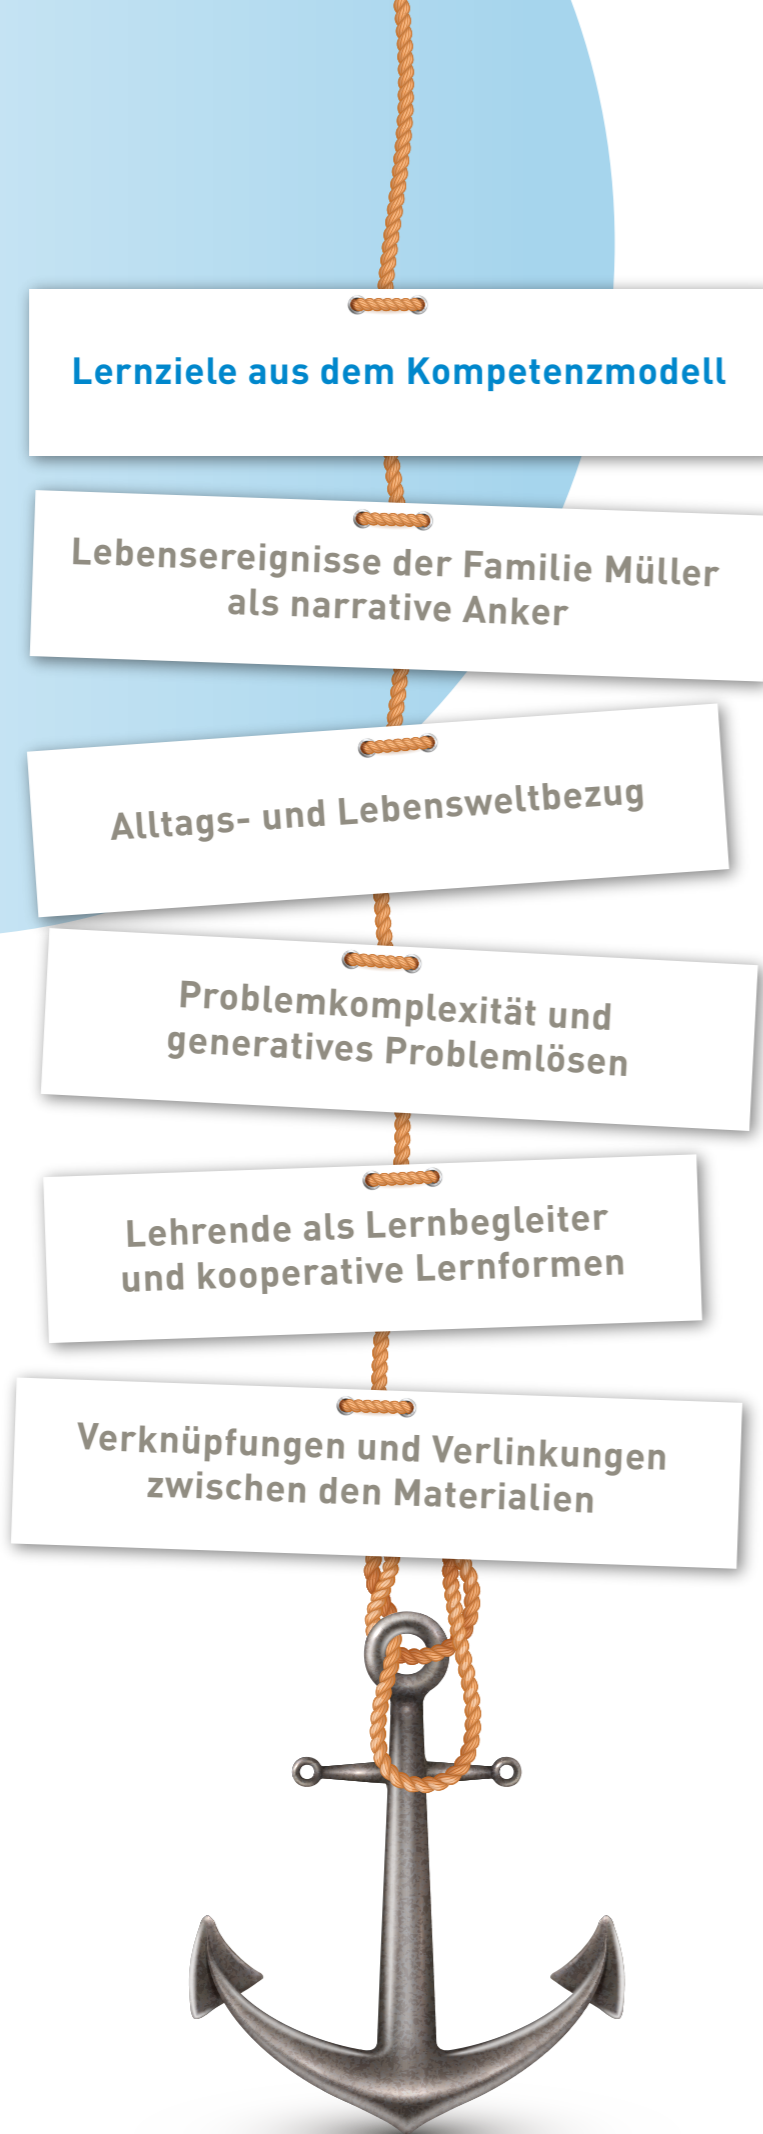 Lernziele aus dem Kompetenzmodell
Lebensereignisse der Familie Müller
als narrative Anker
Alltags- und Lebensweltbezug
Problemkomplexität und
generatives Problemlösen
Lehrende als Lernbegleiter
und kooperative Lernformen
Verknüpfungen und Verlinkungen
zwischen den Materialien